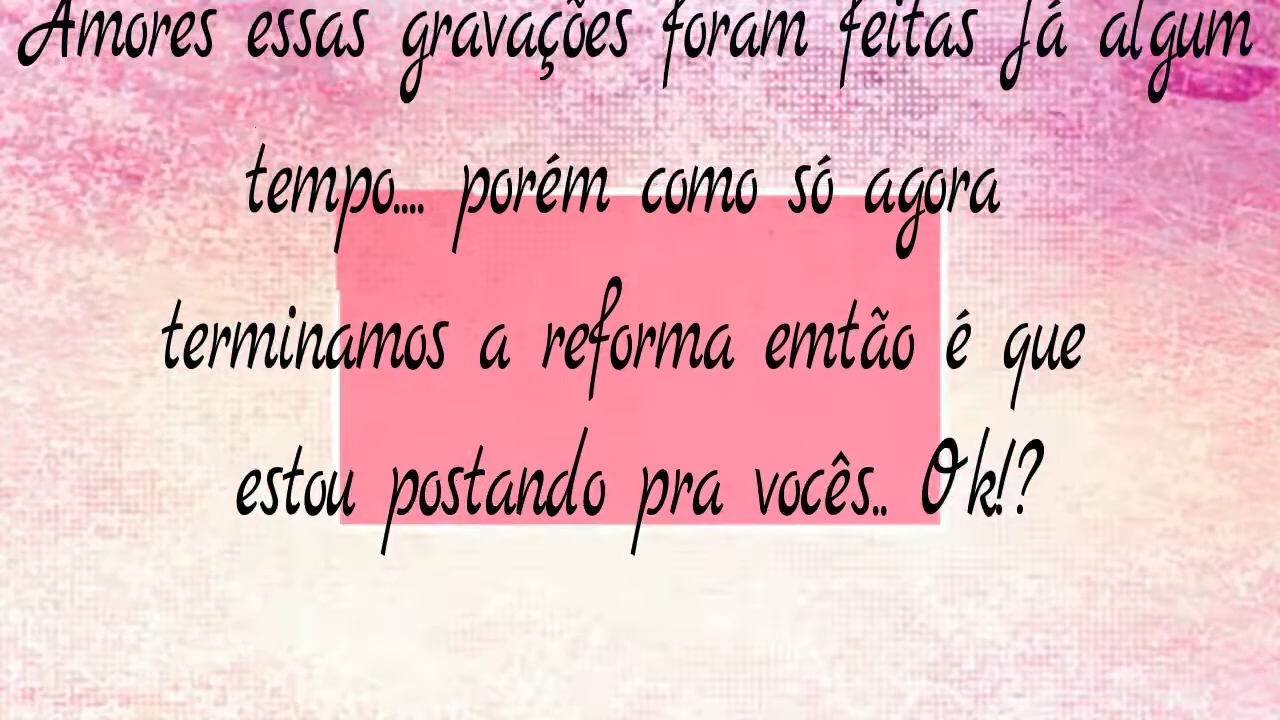 Amores essas gravações foram feitas Já algum
tempo.... porém como só agora
terminamos a reforma emtão é que
estou postando pra vocês.. Ok!?